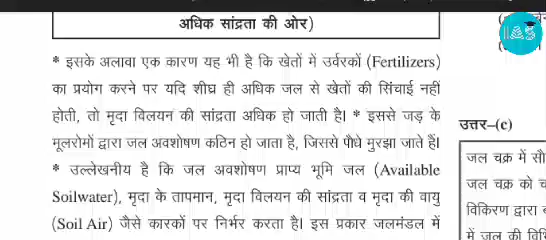 अधिक सांद्रता की ओर)
* इसके अलावा एक कारण यह भी है कि खेतों में उर्वरकों (Fertilizers)
का प्रयोग करने पर यदि शीघ्र ही अधिक जल से खेतों की सिंचाई नहीं
होती, तो मृदा विलयन की सांद्रता अधिक हो जाती है। * इससे जड़ के
मूलरोमों द्वारा जल अवशोषण कठिन हो जाता है, जिससे पौधे मुरझा जाते हैं।
* उल्लेखनीय है कि जल अवशोषण प्राप्य भूमि जल (Available
Soilwater), मृदा के तापमान, मृदा विलयन की सांद्रता व मृदा की वायु
(Soil Air) जैसे कारकों पर निर्भर करता है। इस प्रकार जलमंडल में
IAS
उत्तर–(c)
जल चक्र में
जल चक्र को
विकिरण द्वारा
में जल की